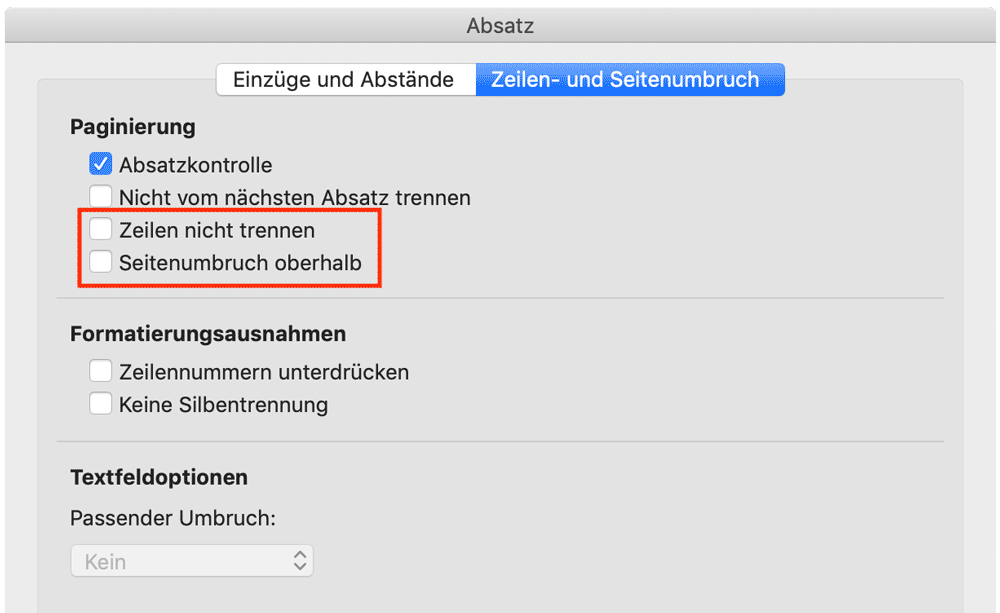 Absatz
Einzüge und Abstände
Zeilen- und Seitenumbruch
Paginierung
Absatzkontrolle
Nicht vom nächsten Absatz trennen
Zeilen nicht trennen
Seitenumbruch oberhalb
Formatierungsausnahmen
Zeilennummern unterdrücken
Keine Silbentrennung
Textfeldoptionen
Passender Umbruch:
Kein